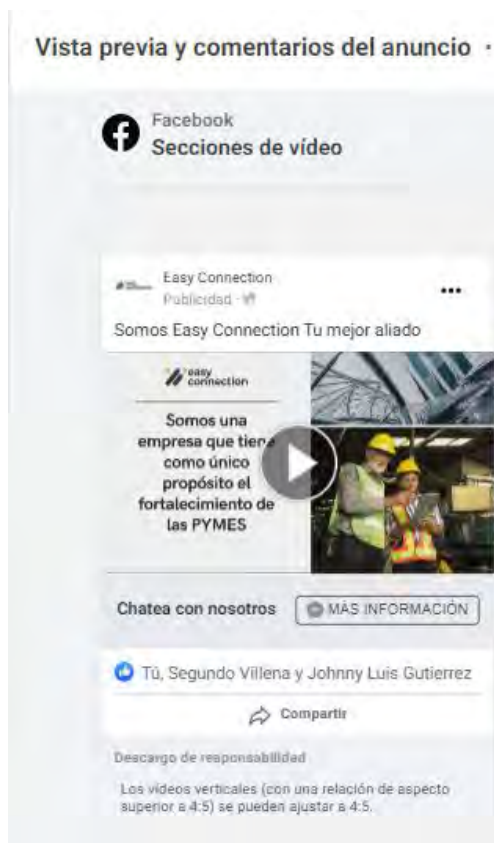 Vista previa y comentarios del anuncio ·
Facebook
Secciones de vídeo
Easy Connection
Publicidad ·
Somos Easy Connection Tu mejor aliado
easy
connection
Somos una
empresa que tiene
como único
propósito el
fortalecimiento de
las PYMES
Chatea con nosotros
MÁS INFORMACIÓN
Tú, Segundo Villena y Johnny Luis Gutierrez
Compartir
Descargo de responsabilidad
Los vídeos verticales (con una relación de aspecto
superior a 4:5) se pueden ajustar a 4:5.